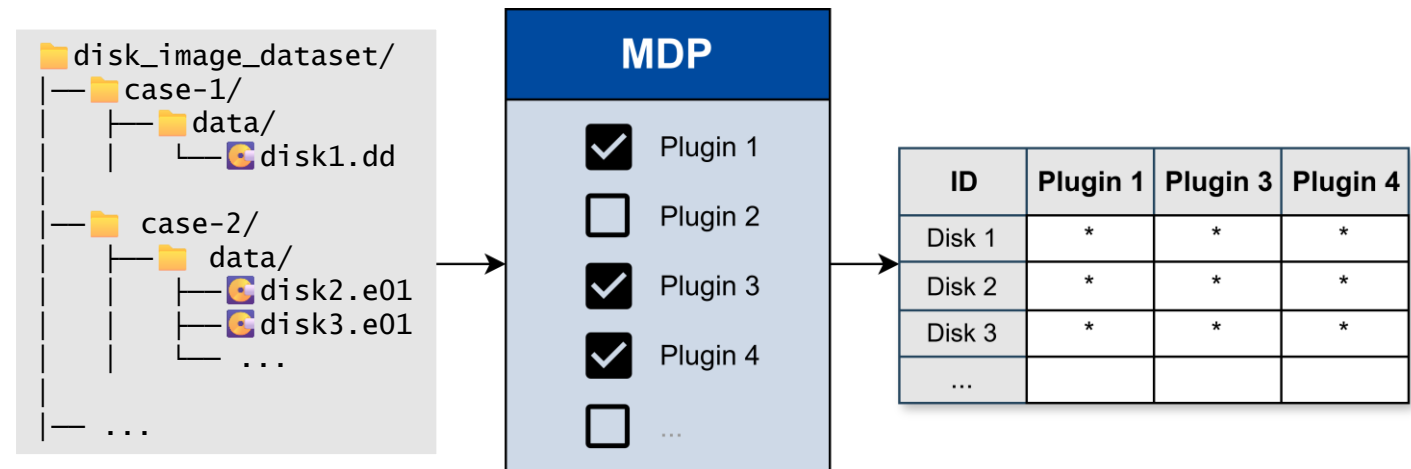 disk_image_dataset/
case-1/
data/
disk1.dd
case-2/
data/
disk2.e01
disk3.e01
...
...
MDP
Plugin 1
Plugin 2
Plugin 3
Plugin 4
...
ID Plugin 1 Plugin 3 Plugin 4
Disk 1 * * *
Disk 2 * * *
Disk 3 * * *
...